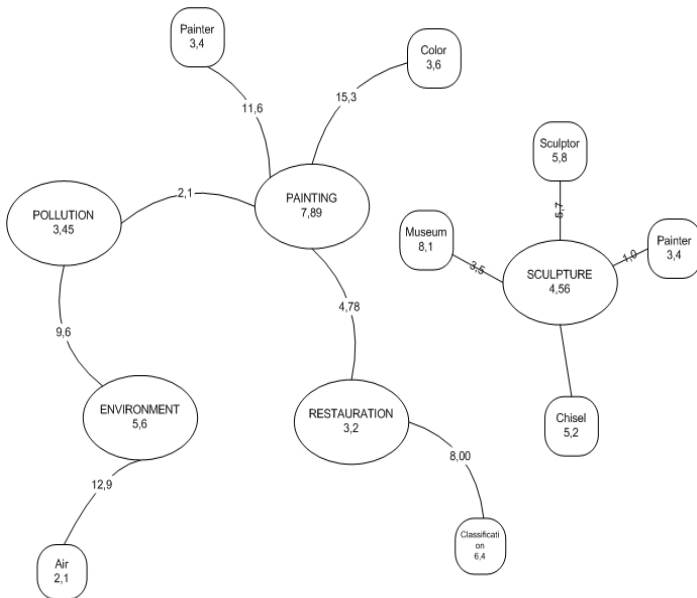 Painter
3,4
Color
3,6
11,6
15,3
Sculptor
5,8
PAINTING
7,89
2,1
POLLUTION
3,45
5,7
Museum
8,1
Painter
3,4
1,0
3,5
SCULPTURE
4,56
4,78
9,6
ENVIRONMENT
5,6
RESTAURATION
3,2
Chisel
5,2
8,00
12,9
Classificati
on
6,4
Air
2,1